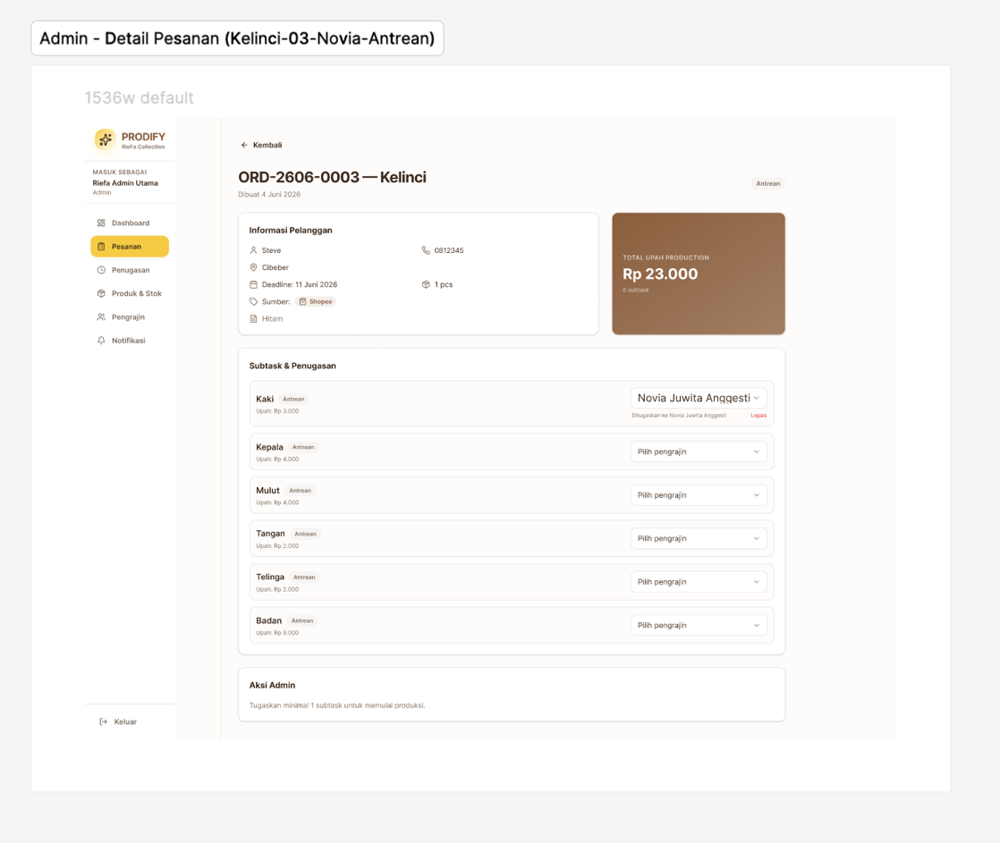 Admin - Detail Pesanan (Kelinci-03-Novia-Antrean)
1536w default
PRODIFY
RieFa Collection
MASUK SEBAGAI
Riefa Admin Utama
Admin
Dashboard
Pesanan
Penugasan
Produk & Stok
Pengrajin
Notifikasi
Keluar
Kembali
ORD-2606-0003 — Kelinci
Dibuat 4 Juni 2026
Antrean
Informasi Pelanggan
Steve
0812345
Cibeber
Deadline: 11 Juni 2026
1 pcs
Sumber: Shopee
Hitam
TOTAL UPAH PRODUCTION
Rp 23.000
6 subtask
Subtask & Penugasan
Kaki Antrean
Upah: Rp 3.000
Novia Juwita Anggesti
Ditugaskan ke Novia Juwita Anggesti Lepas
Kepala Antrean
Upah: Rp 4.000
Pilih pengrajin
Mulut Antrean
Upah: Rp 4.000
Pilih pengrajin
Tangan Antrean
Upah: Rp 2.000
Pilih pengrajin
Telinga Antrean
Upah: Rp 2.000
Pilih pengrajin
Badan Antrean
Upah: Rp 8.000
Pilih pengrajin
Aksi Admin
Tugaskan minimal 1 subtask untuk memulai produksi.